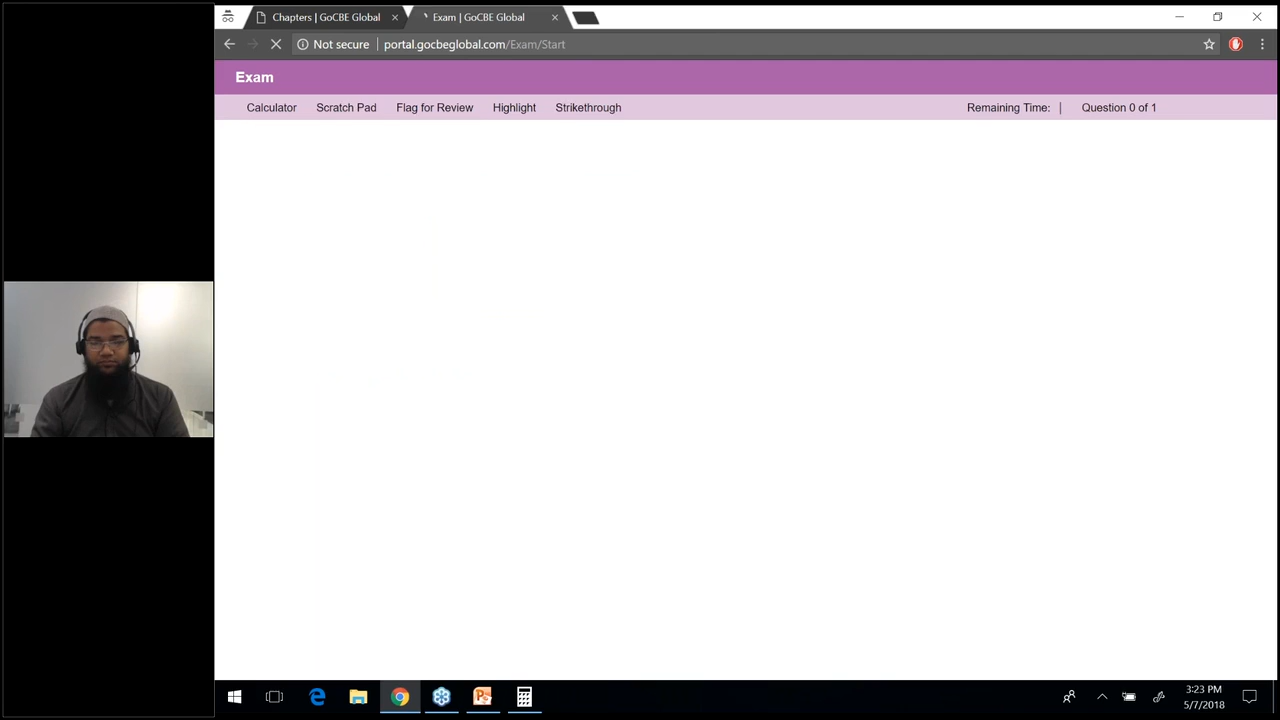 Chapters | GoCBE Global
Exam | GoCBE Global
Not secure
portal.gocbeglobal.com/Exam/Start
Exam
Calculator
Scratch Pad
Flag for Review
Highlight
Strikethrough
Remaining Time: |
Question 0 of 1
3:23 PM
5/7/2018